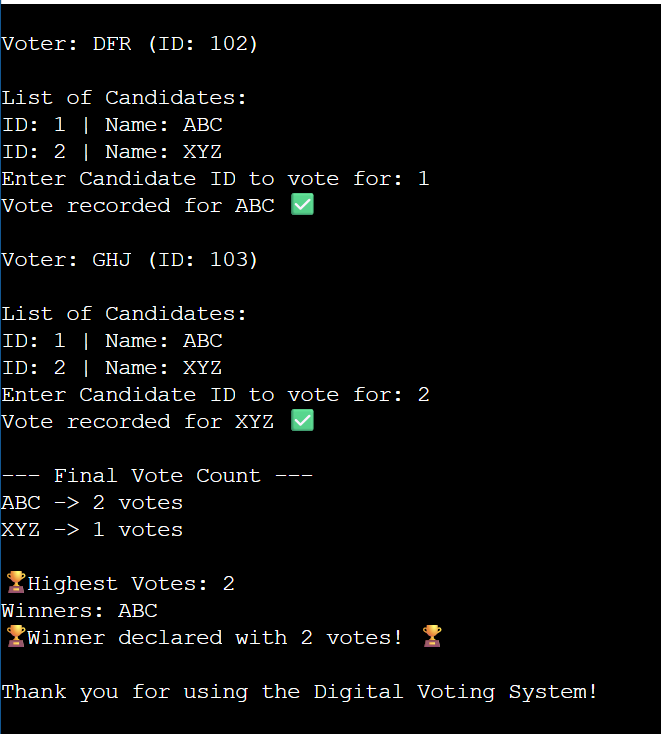 Voter: DFR (ID: 102)
List of Candidates:
ID: 1 | Name: ABC
ID: 2 | Name: XYZ
Enter Candidate ID to vote for: 1
Vote recorded for ABC ✅
Voter: GHJ (ID: 103)
List of Candidates:
ID: 1 | Name: ABC
ID: 2 | Name: XYZ
Enter Candidate ID to vote for: 2
Vote recorded for XYZ ✅
--- Final Vote Count ---
ABC -> 2 votes
XYZ -> 1 votes
🏆Highest Votes: 2
Winners: ABC
🏆Winner declared with 2 votes! 🏆
Thank you for using the Digital Voting System!